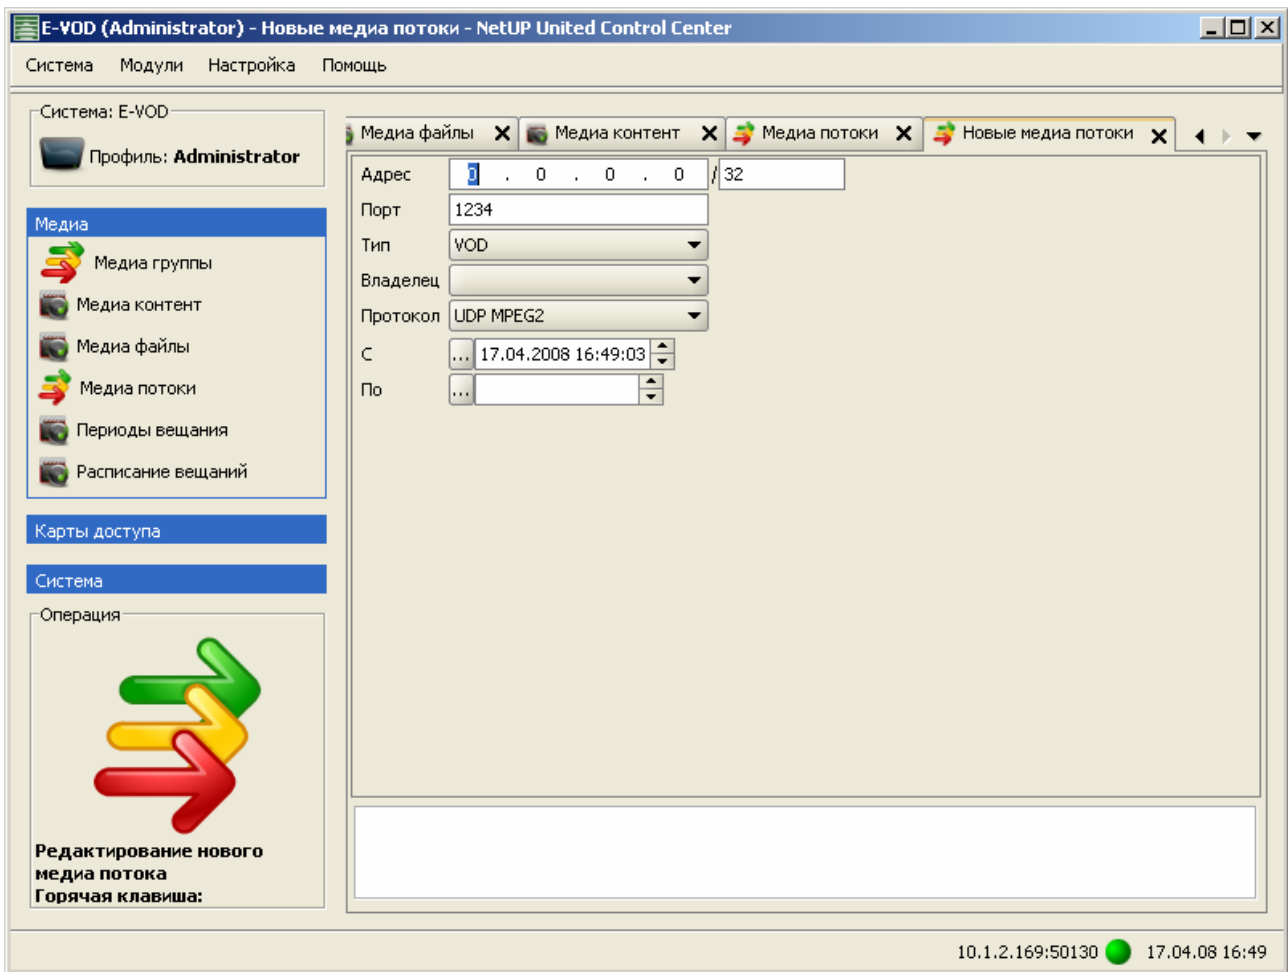 E-VOD (Administrator) - Новые медиа потоки - NetUP United Control Center
Система Модули Настройка Помощь
Система: E-VOD
Профиль: Administrator
Медиа
Медиа группы
Медиа контент
Медиа файлы
Медиа потоки
Периоды вещания
Расписание вещаний
Карты доступа
Система
Операция
Редактирование нового
медиа потока
Горячая клавиша:
Медиа файлы Медиа контент Медиа потоки Новые медиа потоки
Адрес 0 . 0 . 0 . 0 / 32
Порт 1234
Тип VOD
Владелец
Протокол UDP MPEG2
С ... 17.04.2008 16:49:03
По ...
10.1.2.169:50130 17.04.08 16:49